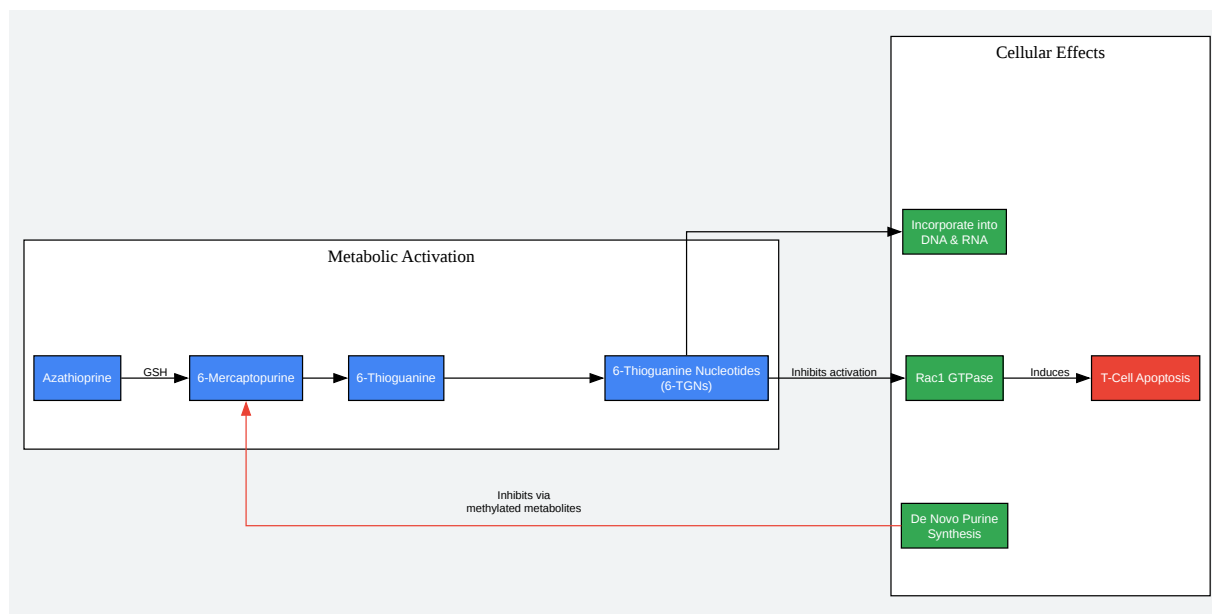 Cellular Effects
Incorporate into
DNA & RNA
Metabolic Activation
Azathioprine
GSH
6-Mercaptopurine
6-Thioguanine
6-Thioguanine Nucleotides
(6-TGNs)
Inhibits activation
Rac1 GTPase
Induces
T-Cell Apoptosis
Inhibits via
methylated metabolites
De Novo Purine
Synthesis